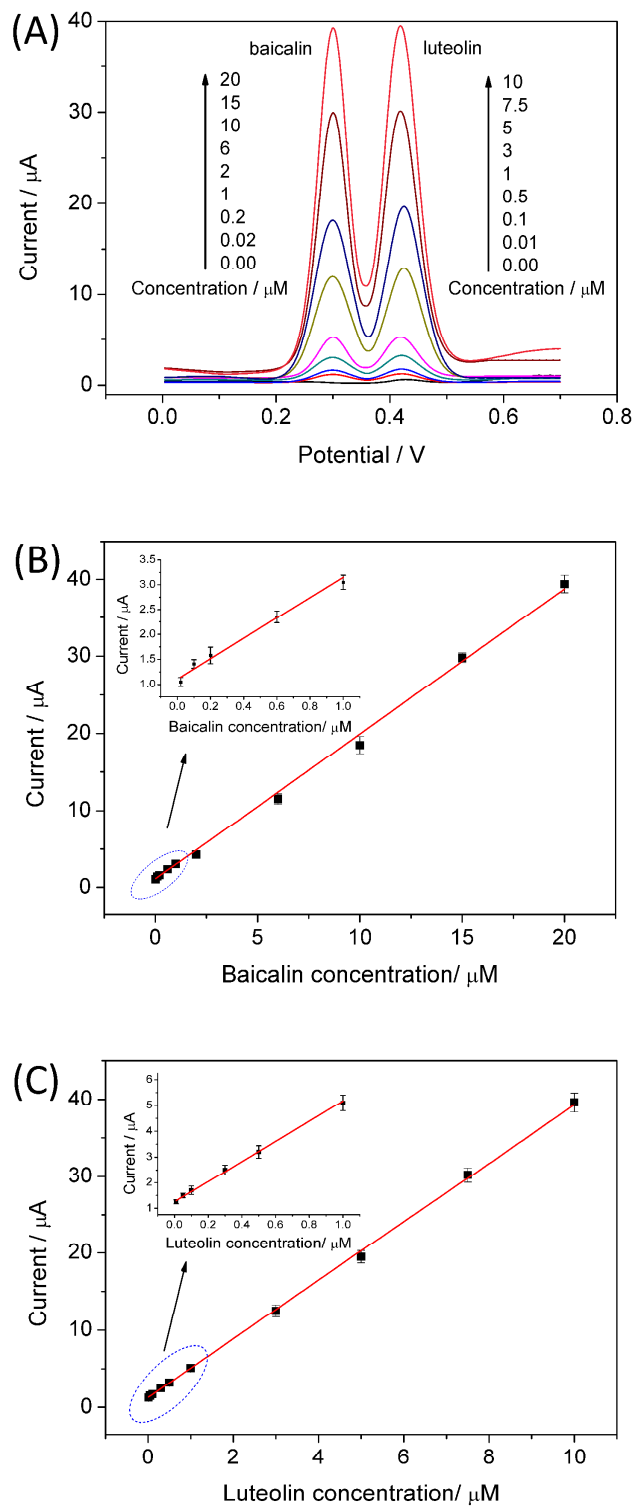 (A)
40
30
20
10
0
Current / μA
baicalin
luteolin
20
15
10
6
2
1
0.2
0.02
0.00
Concentration / μM
10
7.5
5
3
1
0.5
0.1
0.01
0.00
Concentration / μM
0.0 0.2 0.4 0.6 0.8
Potential / V
(B)
40
30
20
10
0
Current / μA
3.5
3.0
2.5
2.0
1.5
1.0
Current / μA
0.0 0.2 0.4 0.6 0.8 1.0
Baicalin concentration/ μM
0 5 10 15 20
Baicalin concentration/ μM
(C)
40
30
20
10
0
Current / μA
6
5
4
3
2
1
Current / μA
0.0 0.2 0.4 0.6 0.8 1.0
Luteolin concentration/ μM
0 2 4 6 8 10
Luteolin concentration/ μM